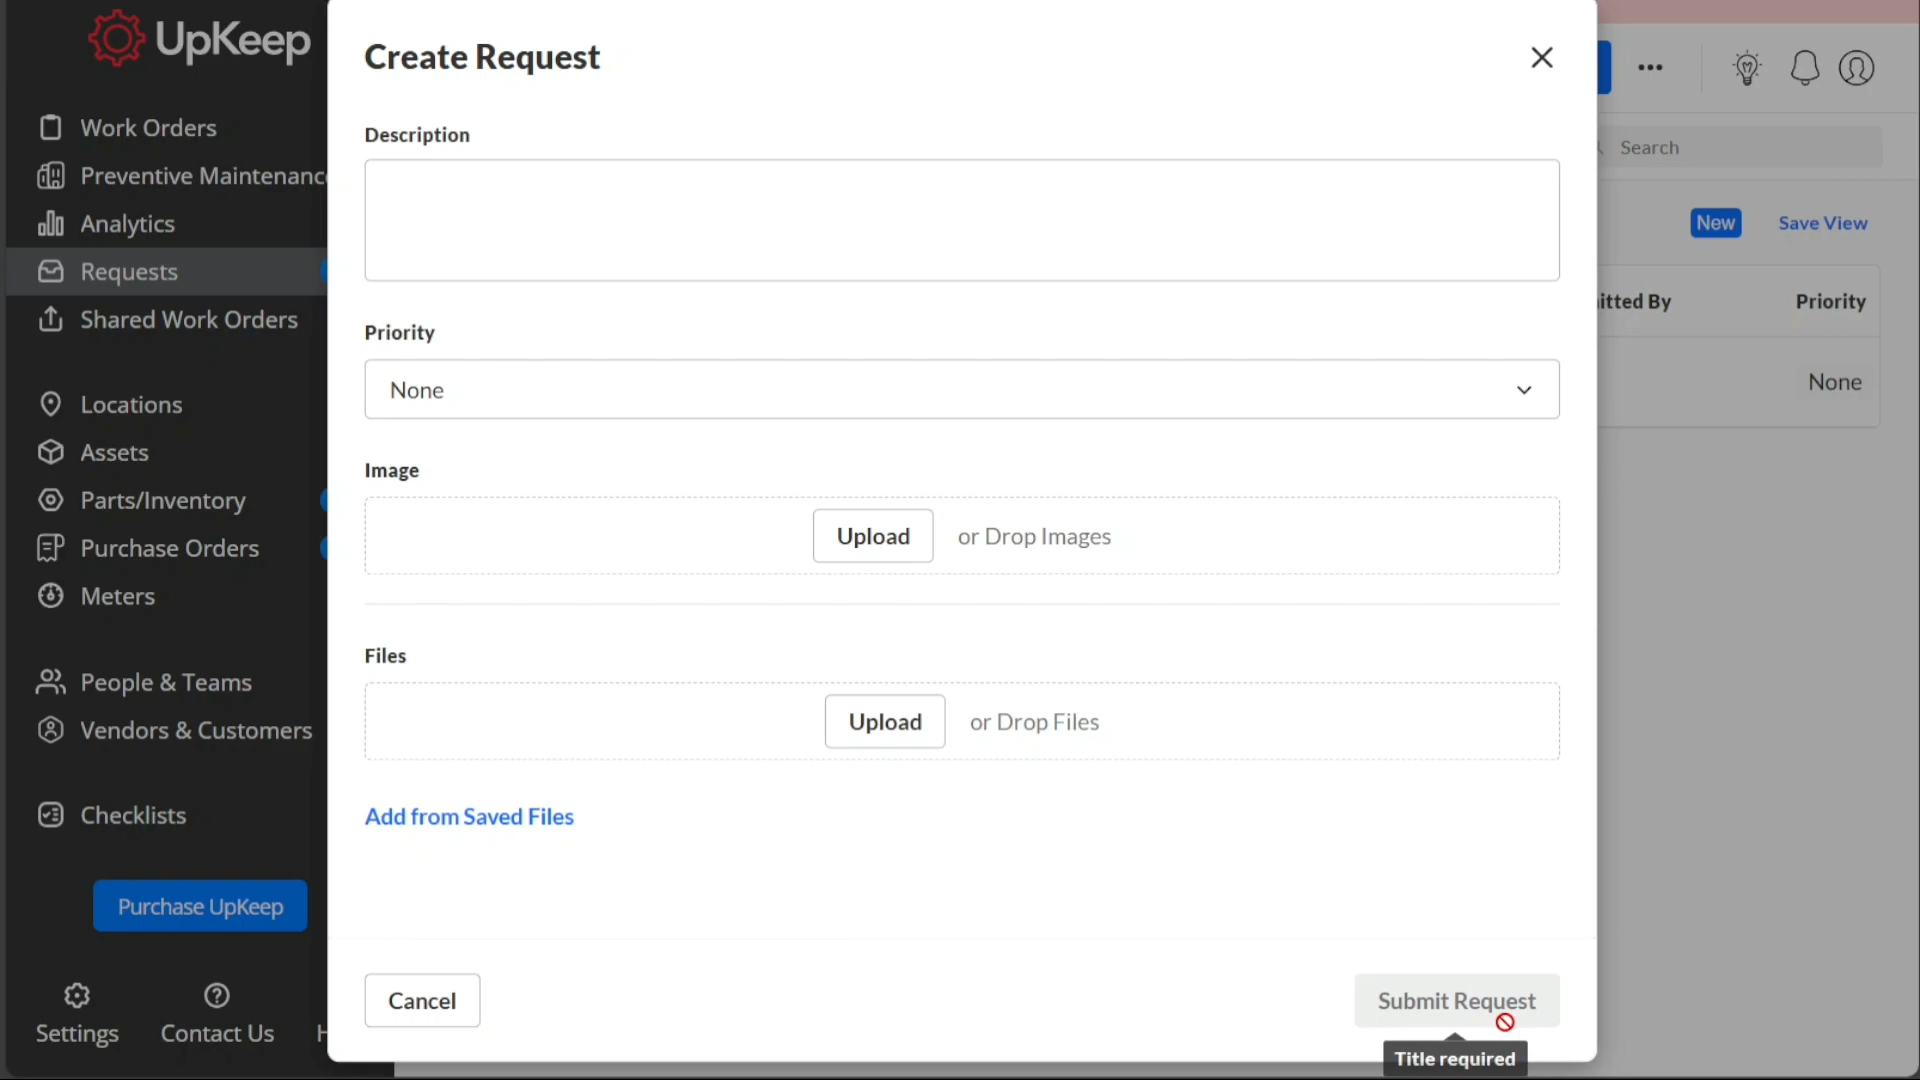 UpKeep
Work Orders
Preventive Maintenanc
Analytics
Requests
Shared Work Orders
Locations
Assets
Parts/Inventory
Purchase Orders
Meters
People & Teams
Vendors & Customers
Checklists
Purchase UpKeep
Settings
Contact Us
H
Create Request
Description
Priority
None
Image
Upload or Drop Images
Files
Upload or Drop Files
Add from Saved Files
Cancel
Submit Request
Title required
Search
New
Save View
itted By
Priority
None